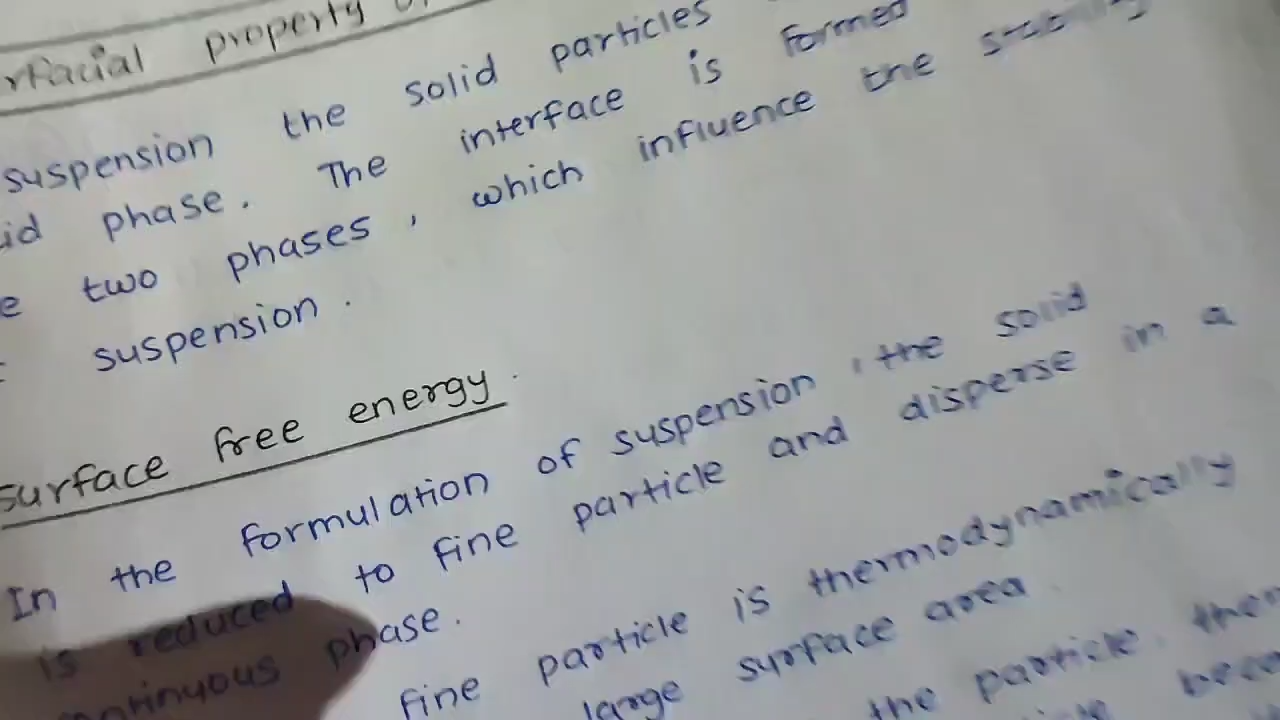 rfacial property
suspension the solid particles
id phase. The interface is formed
e two phases, which influence the
suspension.
surface free energy.
In the formulation of suspension, the solid
is reduced to fine particle and disperse in a
continuous phase.
fine particle is thermodynamically
large surface area.
the particle